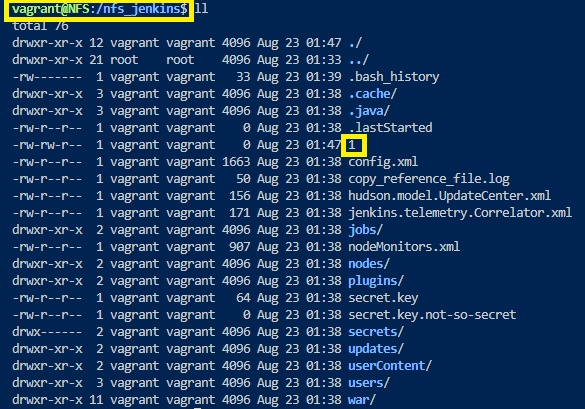 vagrant@NFS:/nfs_jenkins$ ll
total 76
drwxr-xr-x 12 vagrant vagrant 4096 Aug 23 01:47 ./
drwxr-xr-x 21 root    root    4096 Aug 23 01:33 ../
-rw-------  1 vagrant vagrant   33 Aug 23 01:39 .bash_history
drwxr-xr-x  3 vagrant vagrant 4096 Aug 23 01:38 .cache/
drwxr-xr-x  3 vagrant vagrant 4096 Aug 23 01:38 .java/
-rw-r--r--  1 vagrant vagrant    0 Aug 23 01:38 .lastStarted
-rw-rw-r--  1 vagrant vagrant    0 Aug 23 01:47 1
-rw-r--r--  1 vagrant vagrant 1663 Aug 23 01:38 config.xml
-rw-r--r--  1 vagrant vagrant   50 Aug 23 01:38 copy_reference_file.log
-rw-r--r--  1 vagrant vagrant  156 Aug 23 01:38 hudson.model.UpdateCenter.xml
-rw-r--r--  1 vagrant vagrant  171 Aug 23 01:38 jenkins.telemetry.Correlator.xml
drwxr-xr-x  2 vagrant vagrant 4096 Aug 23 01:38 jobs/
-rw-r--r--  1 vagrant vagrant  907 Aug 23 01:38 nodeMonitors.xml
drwxr-xr-x  2 vagrant vagrant 4096 Aug 23 01:38 nodes/
drwxr-xr-x  2 vagrant vagrant 4096 Aug 23 01:38 plugins/
-rw-r--r--  1 vagrant vagrant   64 Aug 23 01:38 secret.key
-rw-r--r--  1 vagrant vagrant    0 Aug 23 01:38 secret.key.not-so-secret
drwx------  2 vagrant vagrant 4096 Aug 23 01:38 secrets/
drwxr-xr-x  2 vagrant vagrant 4096 Aug 23 01:38 updates/
drwxr-xr-x  2 vagrant vagrant 4096 Aug 23 01:38 userContent/
drwxr-xr-x  3 vagrant vagrant 4096 Aug 23 01:38 users/
drwxr-xr-x 11 vagrant vagrant 4096 Aug 23 01:38 war/